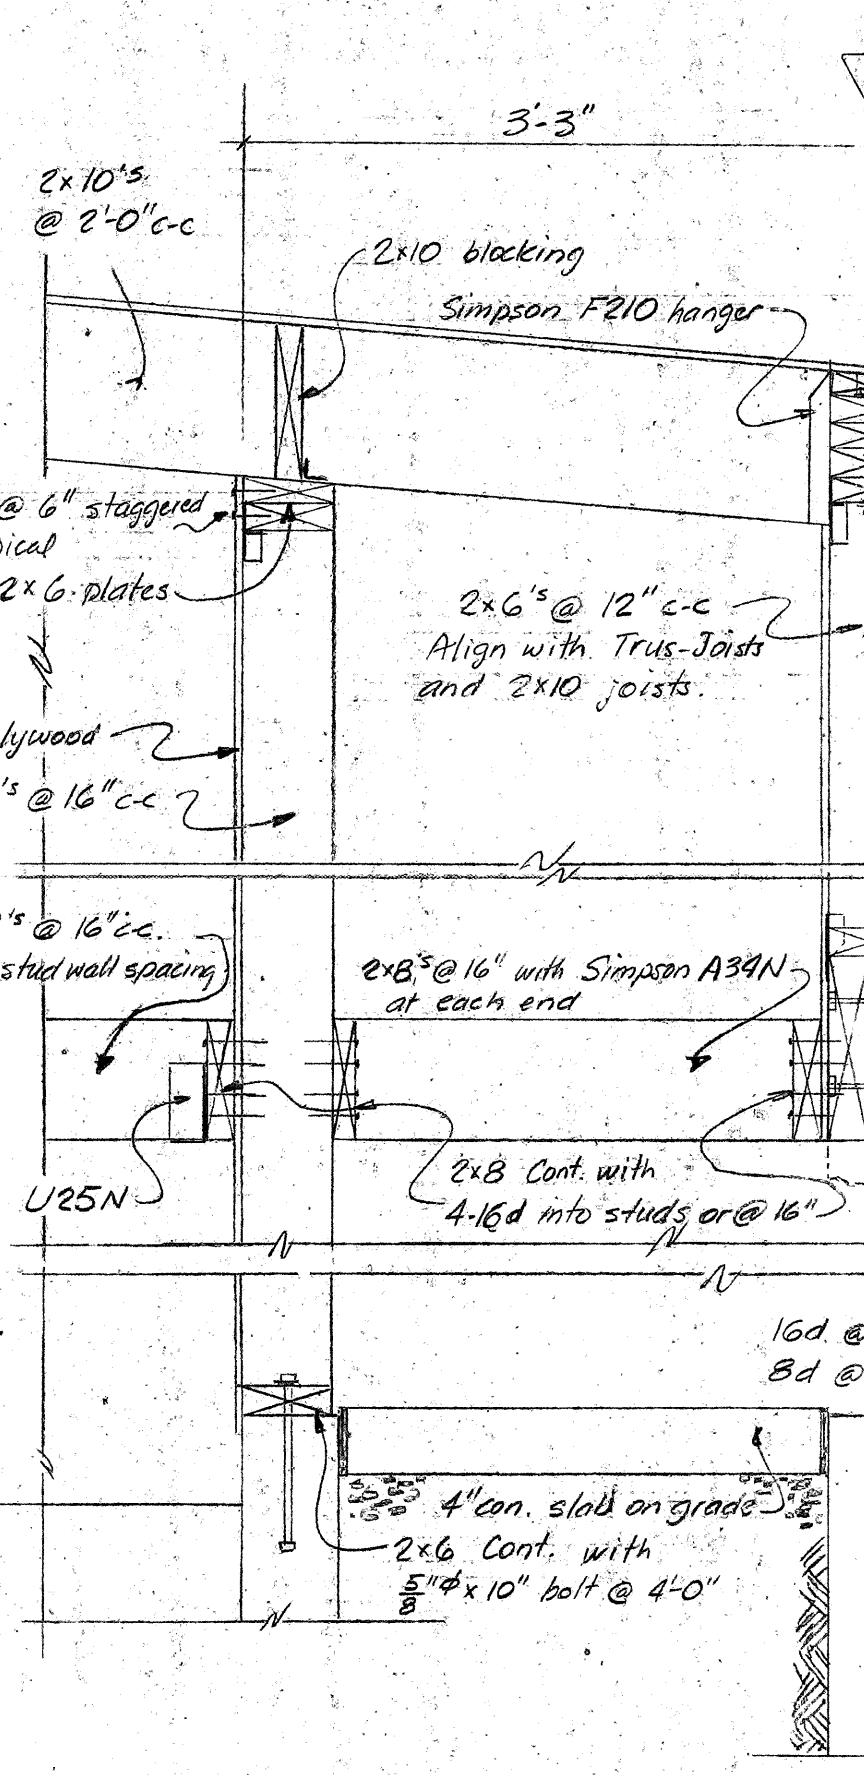 3'-3"
2x10's
@ 2'-0" c-c
2x10 blocking
Simpson F210 hanger
@ 6" staggered
ical
2x6 plates
2x6's @ 12" c-c
Align with Trus-Joists
and 2x10 joists.
lywood
's @ 16" c-c
's @ 16" c-c.
stud wall spacing
2x8's @ 16" with Simpson A34N
at each end
U25N
2x8 Cont. with
4-16d into studs or @ 16"
16d @
8d @
4" con. slab on grade
2x6 Cont. with
5/8"ϕ x 10" bolt @ 4'-0"